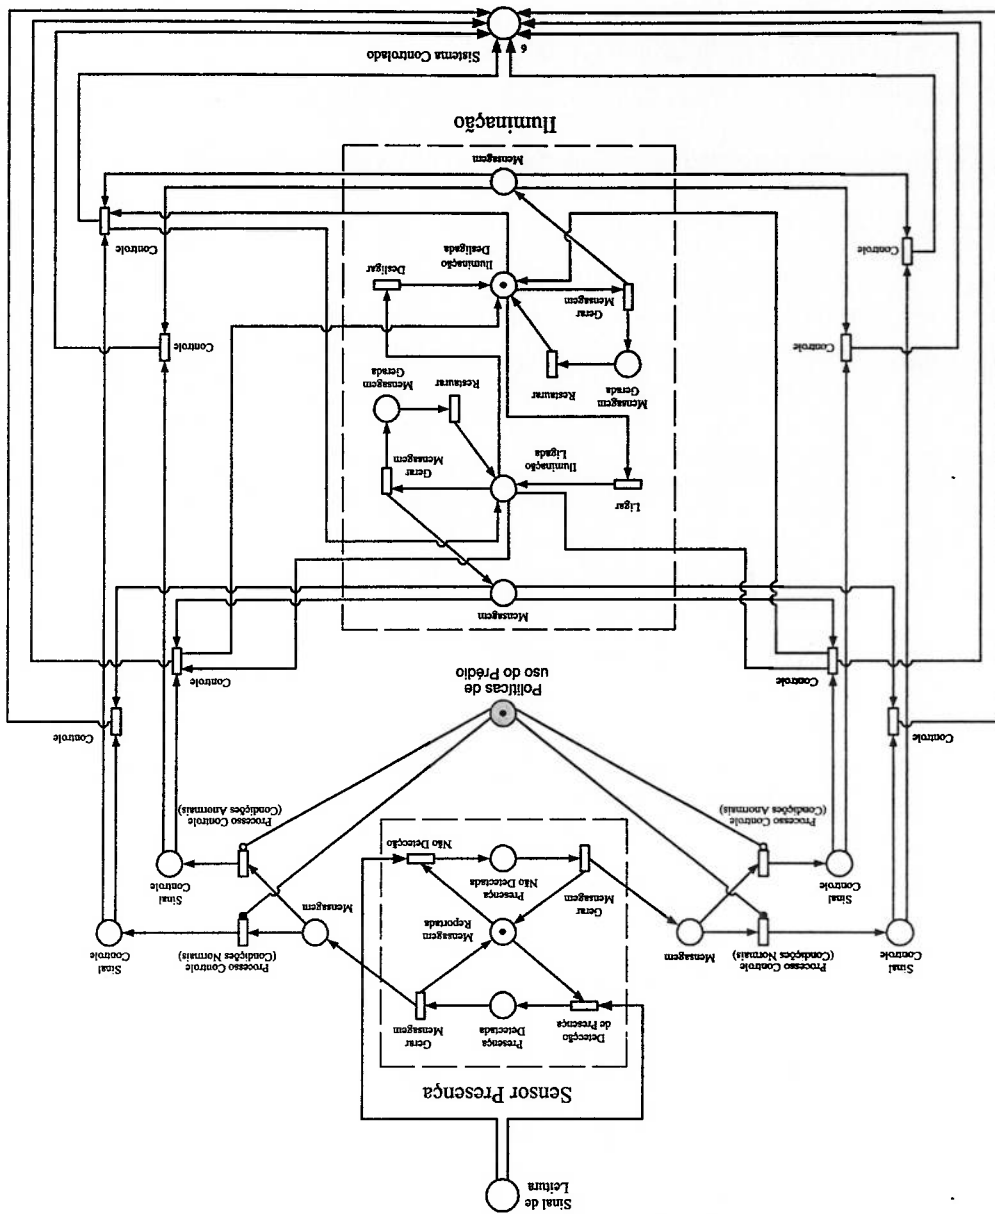 Sinal de
Leitura
Sensor Presença
Detecção
de Presença
Presença
Detectada
Gerar
Mensagem
Sinal
Controle
Processo Controle
(Condições Normais)
Mensagem
Mensagem
Reportada
Mensagem
Processo Controle
(Condições Normais)
Sinal
Controle
Gerar
Mensagem
Presença
Não Detectada
Não Detecção
Sinal
Controle
Processo Controle
(Condições Anormais)
Processo Controle
(Condições Anormais)
Sinal
Controle
Controle
Políticas de
uso do Prédio
Controle
Controle
Controle
Mensagem
Ligar
Iluminação
Ligada
Gerar
Mensagem
Mensagem
Gerada
Restaurar
Restaurar
Mensagem
Gerada
Controle
Controle
Gerar
Mensagem
Iluminação
Desligada
Desligar
Controle
Controle
Mensagem
Iluminação
Sistema Controlado
6